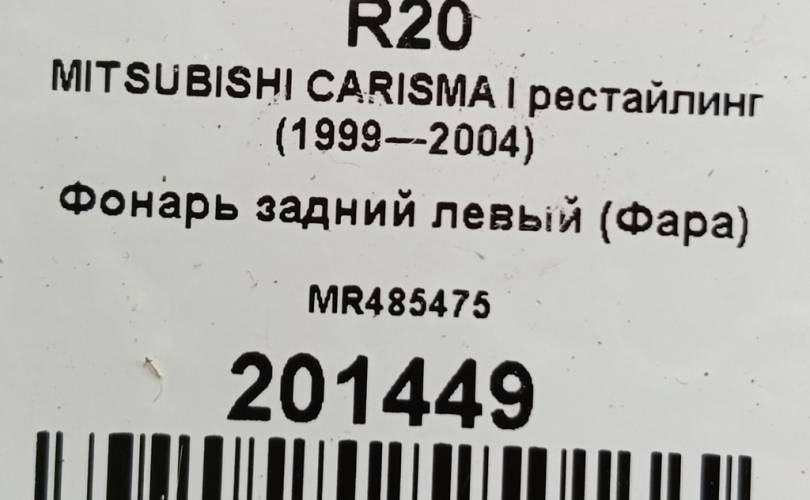 R20
MITSUBISHI CARISMA I рестайлинг
(1999—2004)
Фонарь задний левый (Фара)
MR485475
201449